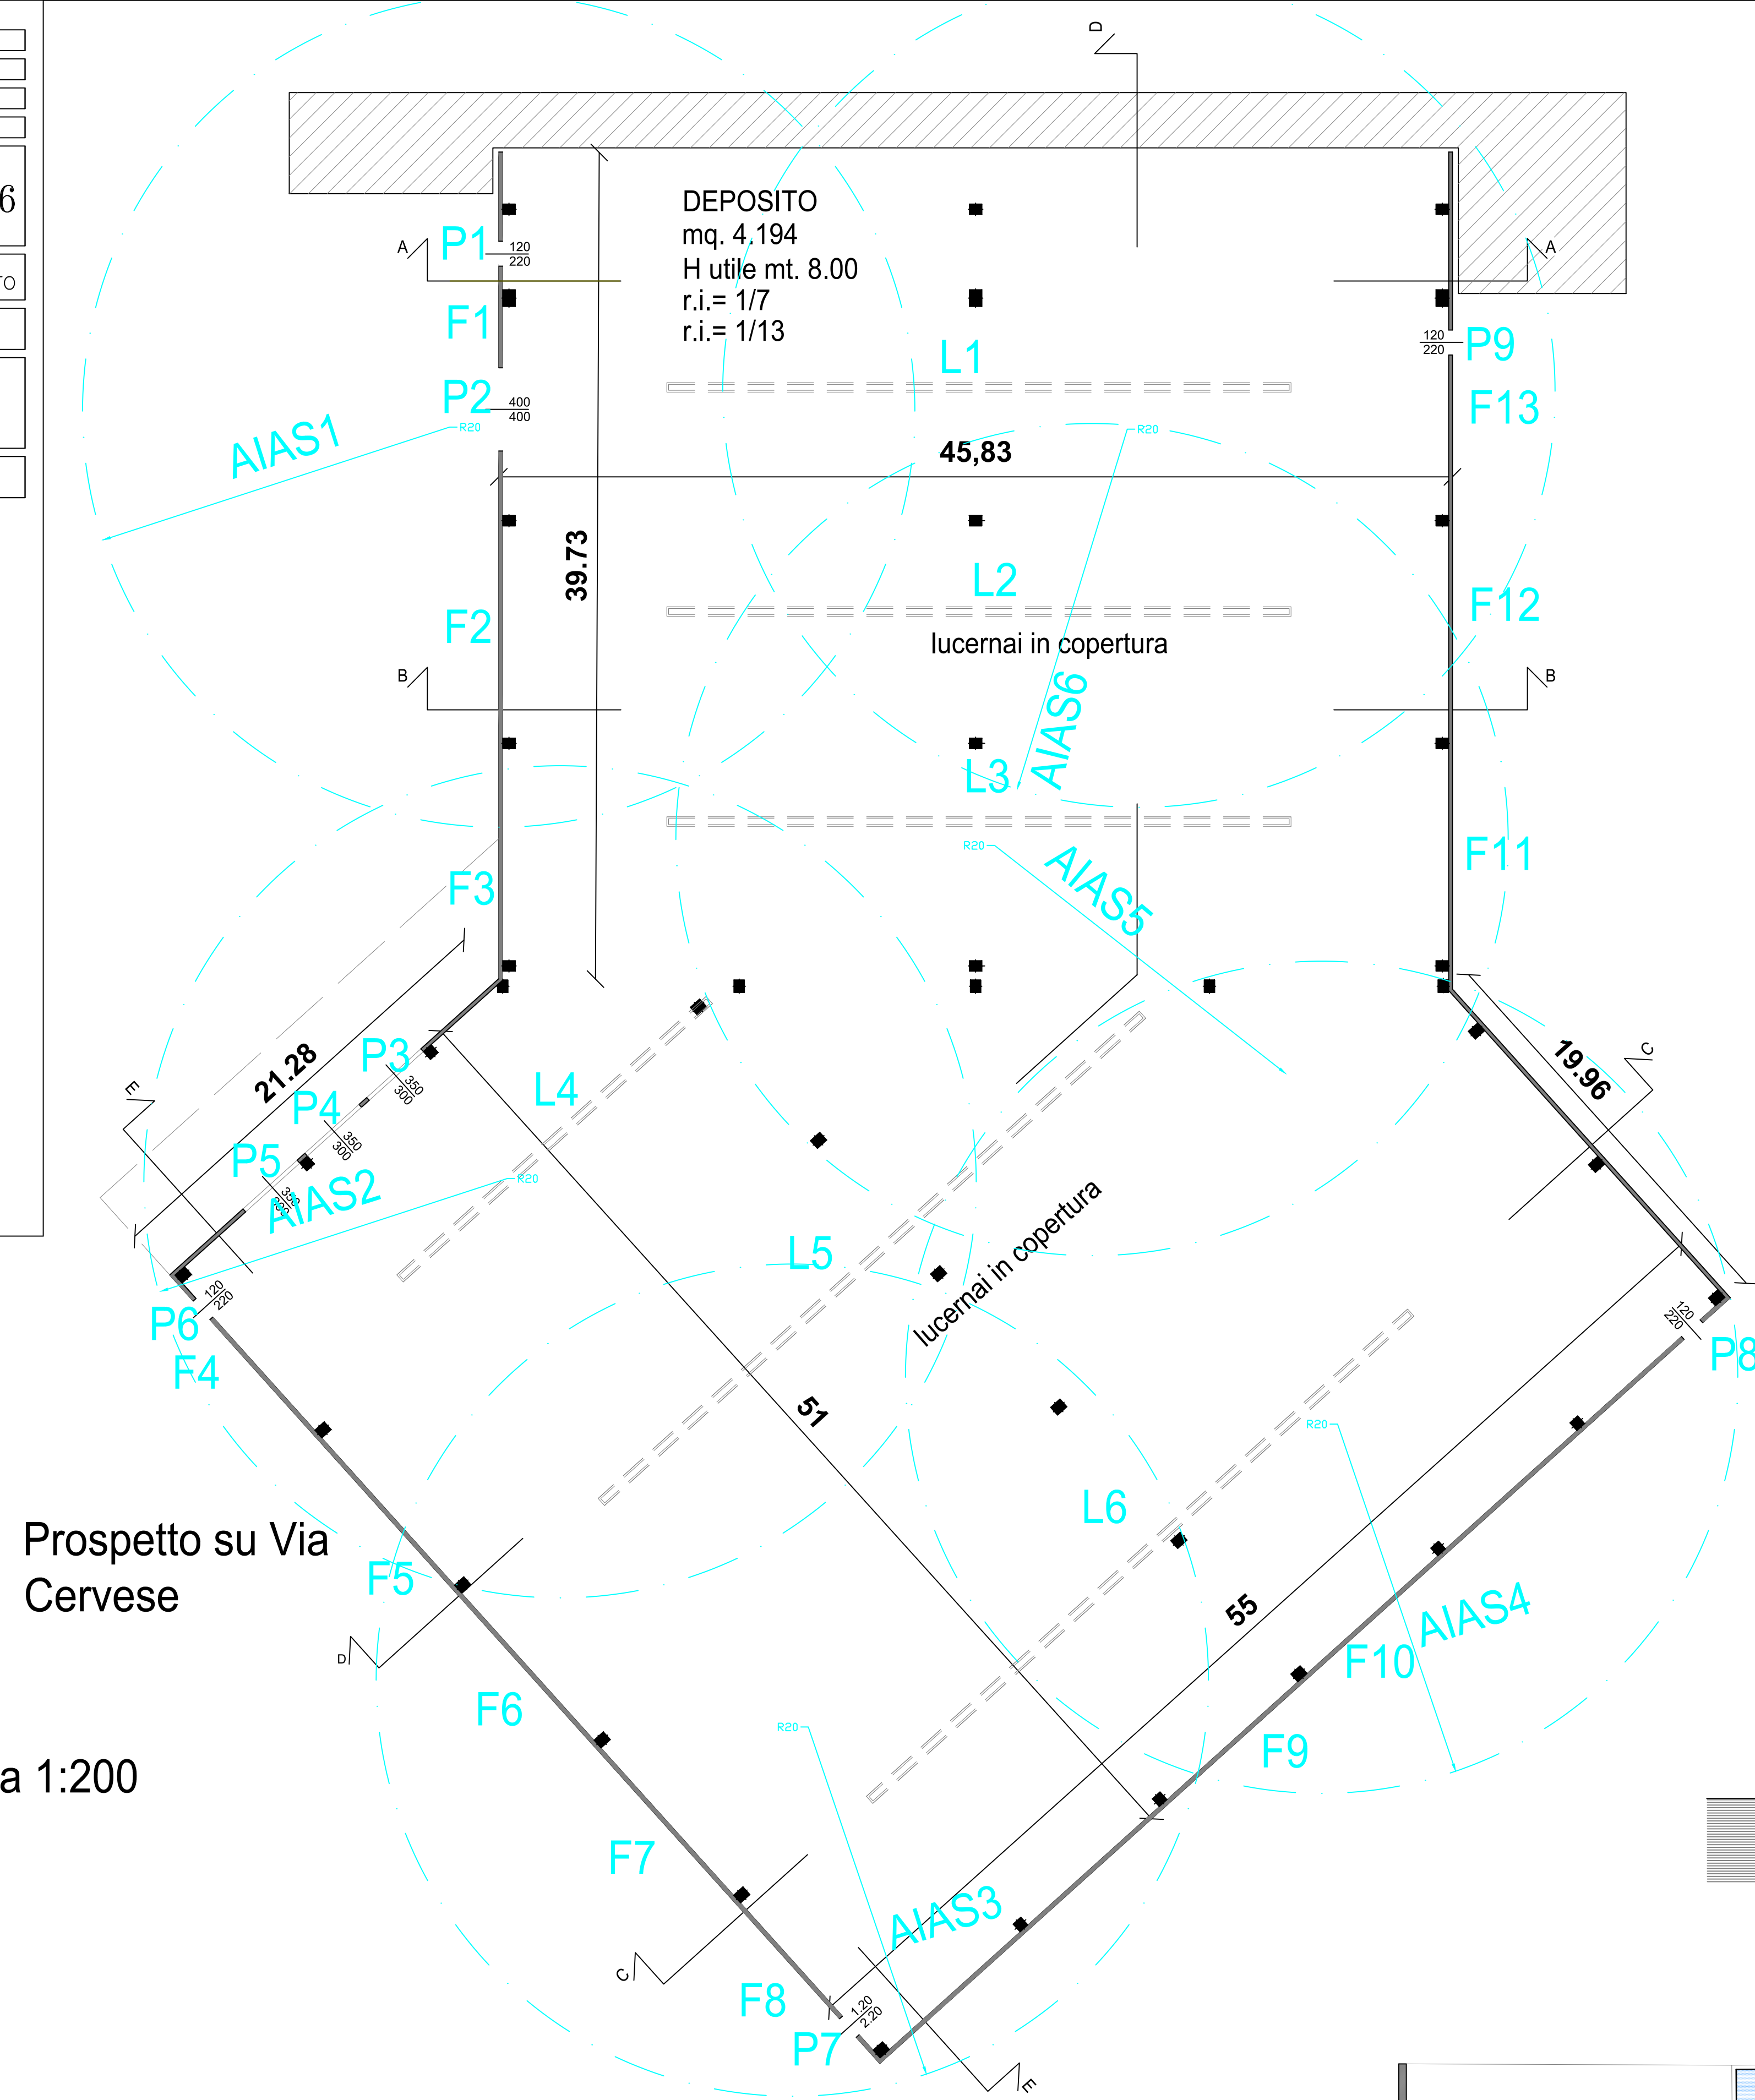 D
6
TO
DEPOSITO
mq. 4.194
H utile mt. 8.00
r.i.= 1/7
r.i.= 1/13
A
P1
120
220
A
F1
L1
120
220
P9
P2
400
400
F13
AIAS1
R20
R20
45,83
39.73
L2
F12
F2
lucernai in copertura
B
B
AIAS6
L3
R20
AIAS5
F11
F3
21.28
P3
350
300
19.96
C
E
P4
350
300
L4
P5
350
AIAS2
R20
L5
lucernai in copertura
P6
120
220
120
220
P8
F4
51
R20
L6
Prospetto su Via
Cervese
F5
55
AIAS4
D
F10
F6
R20
F9
a 1:200
F7
AIAS3
C
F8
1.20
2.20
P7
E